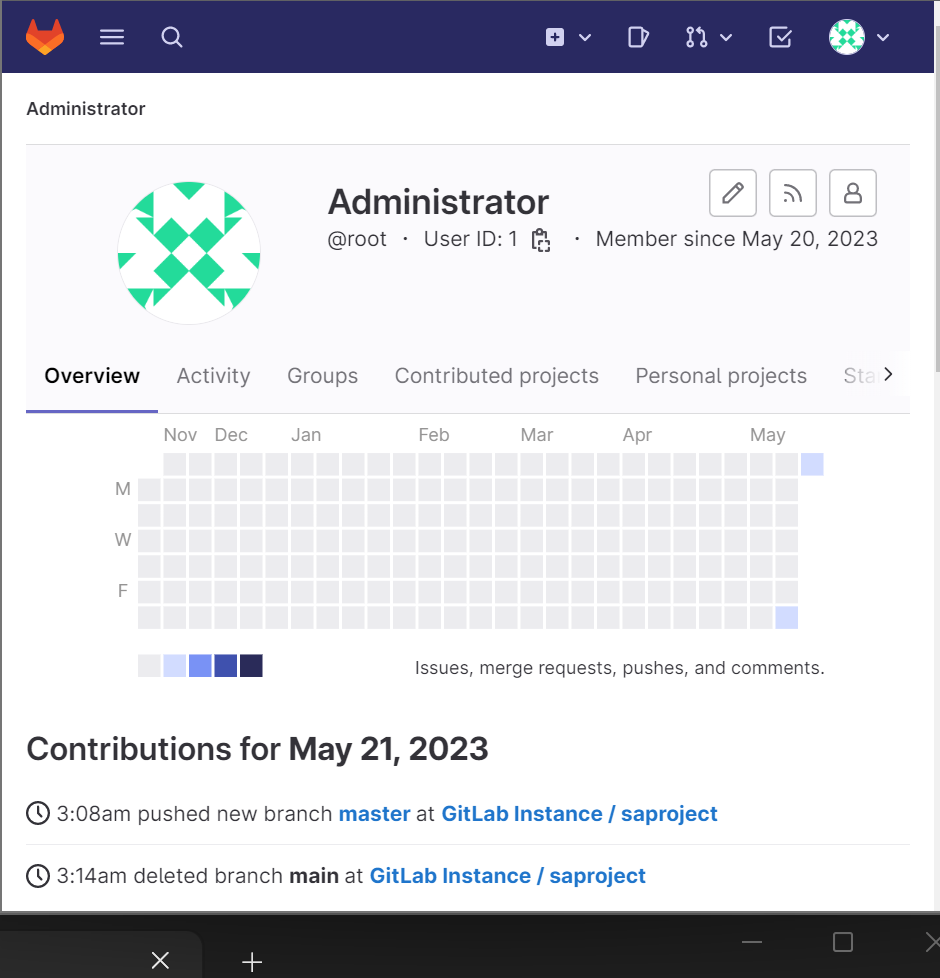 Administrator
Administrator
@root · User ID: 1 · Member since May 20, 2023
Overview Activity Groups Contributed projects Personal projects
Nov Dec Jan Feb Mar Apr May
M
W
F
Issues, merge requests, pushes, and comments.
Contributions for May 21, 2023
3:08am pushed new branch master at GitLab Instance / saproject
3:14am deleted branch main at GitLab Instance / saproject